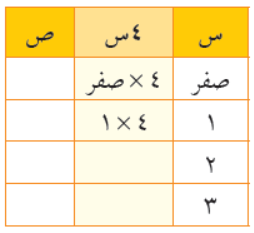 س ٤س ص
صفر ٤ × صفر
١ ٤ × ١
٢
٣